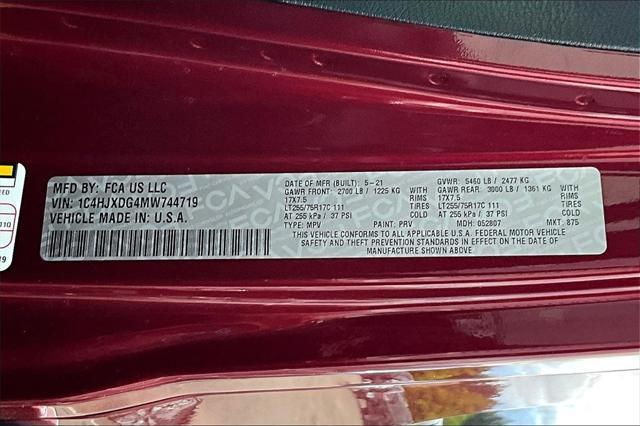 MFD BY: FCA US LLC
VIN: 1C4HJXDG4MW744719
VEHICLE MADE IN: U.S.A.
DATE OF MFR (BUILT): 5-21 GVWR: 5460 LB / 2477 KG
GAWR FRONT: 2700 LB / 1225 KG WITH GAWR REAR: 3000 LB / 1361 KG WITH
17X7.5 RIMS 17X7.5 RIMS
LT255/75R17C 111 TIRES LT255/75R17C 111 TIRES
AT 255 kPa / 37 PSI AT 255 kPa / 37 PSI
TYPE: MPV PAINT: PRV MDH: 052807 MKT, 875
THIS VEHICLE CONFORMS TO ALL APPLICABLE U.S.A. FEDERAL MOTOR VEHICLE
SAFETY AND THEFT PREVENTION STANDARDS IN EFFECT ON THE DATE OF
MANUFACTURE SHOWN ABOVE.